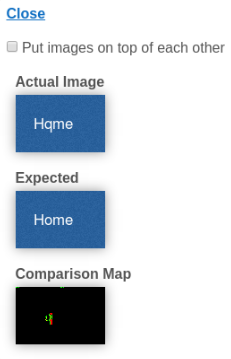 Close
Put images on top of each other
Actual Image
Hqme
Expected
Home
Comparison Map